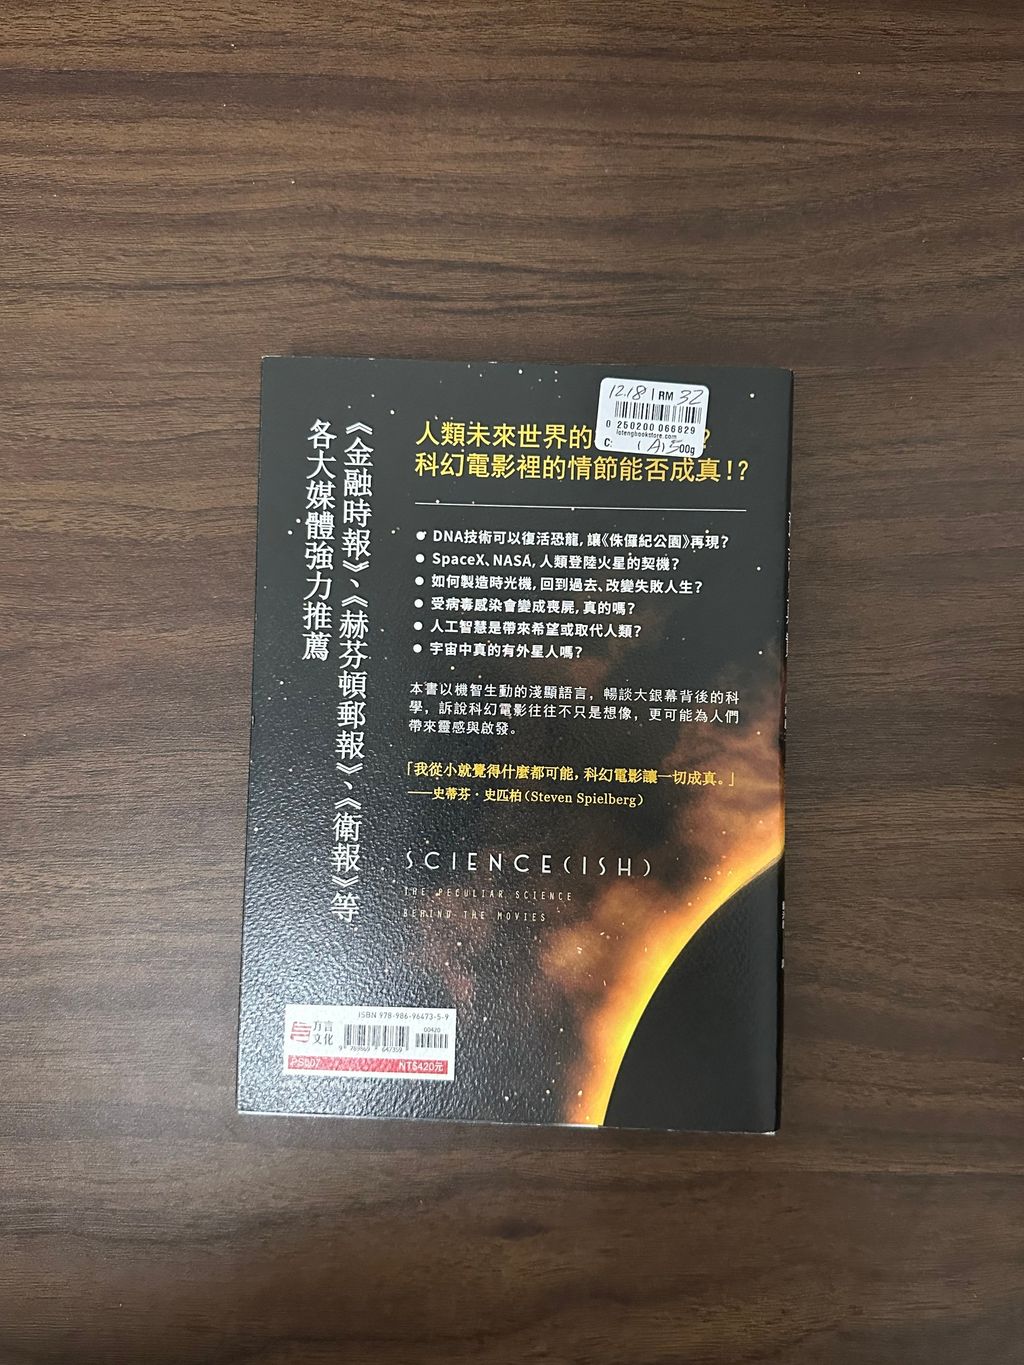 《金融時報》、《赫芬頓郵報》、《衛報》等
各大媒體強力推薦
12.18 | RM 32
0 250200 066829
lotengbookstore.com
C: 500g
人類未來世界的
?
科幻電影裡的情節能否成真!?
● DNA技術可以復活恐龍,讓《侏儸紀公園》再現?
● SpaceX、NASA,人類登陸火星的契機?
● 如何製造時光機,回到過去、改變失敗人生?
● 受病毒感染會變成喪屍,真的嗎?
● 人工智慧是帶來希望或取代人類?
● 宇宙中真的有外星人嗎?
本書以機智生動的淺顯語言,暢談大銀幕背後的科
學,訴說科幻電影往往不只是想像,更可能為人們
帶來靈感與啟發。
「我從小就覺得什麼都可能,科幻電影讓一切成真。」
——史蒂芬・史匹柏(Steven Spielberg)
SCIENCE(ISH)
THE PECULIAR SCIENCE
BEHIND THE MOVIES
ISBN 978-986-96473-5-9
方言
文化
00420
9 789869 647359
NT$420元